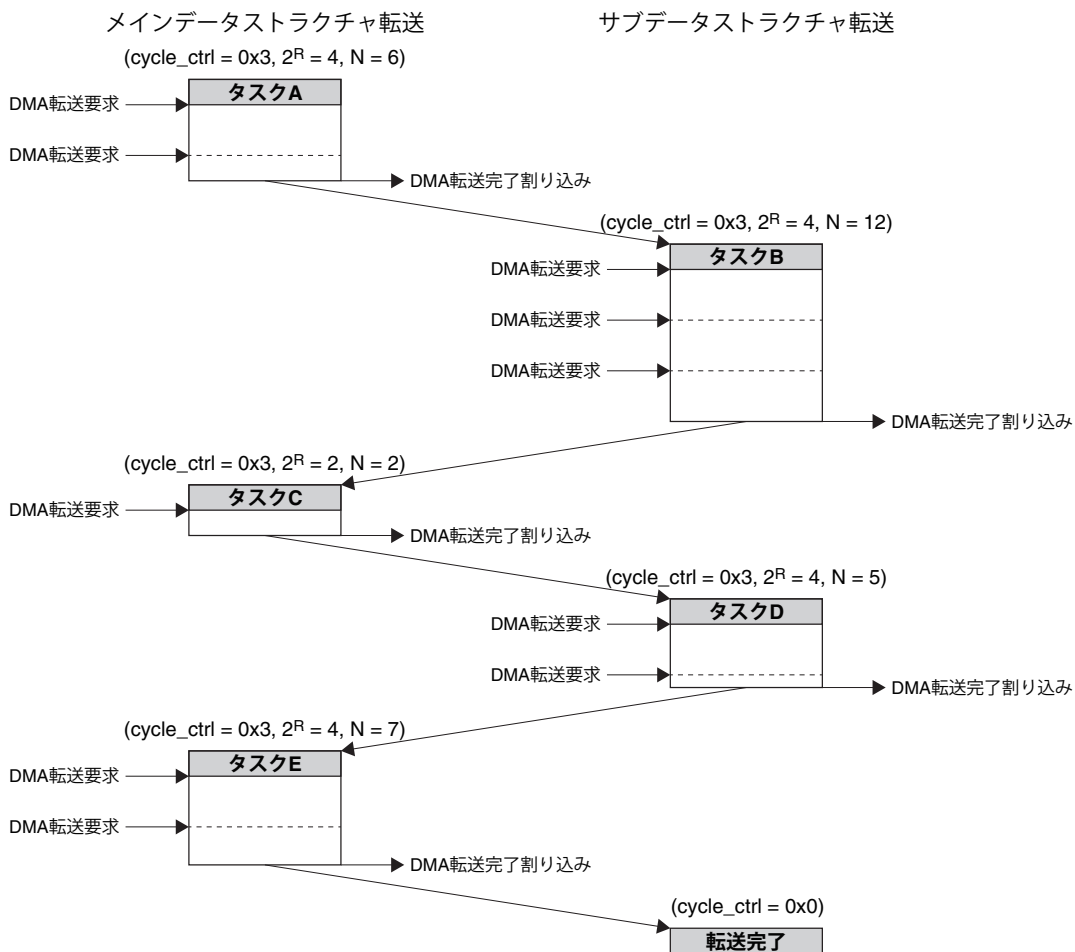 メインデータストラクチャ転送
サブデータストラクチャ転送
(cycle_ctrl = 0x3, 2R = 4, N = 6)
タスクA
DMA転送要求
DMA転送要求
DMA転送完了割り込み
(cycle_ctrl = 0x3, 2R = 4, N = 12)
タスクB
DMA転送要求
DMA転送要求
DMA転送要求
DMA転送完了割り込み
(cycle_ctrl = 0x3, 2R = 2, N = 2)
タスクC
DMA転送要求
DMA転送完了割り込み
(cycle_ctrl = 0x3, 2R = 4, N = 5)
タスクD
DMA転送要求
DMA転送要求
DMA転送完了割り込み
(cycle_ctrl = 0x3, 2R = 4, N = 7)
タスクE
DMA転送要求
DMA転送要求
DMA転送完了割り込み
(cycle_ctrl = 0x0)
転送完了